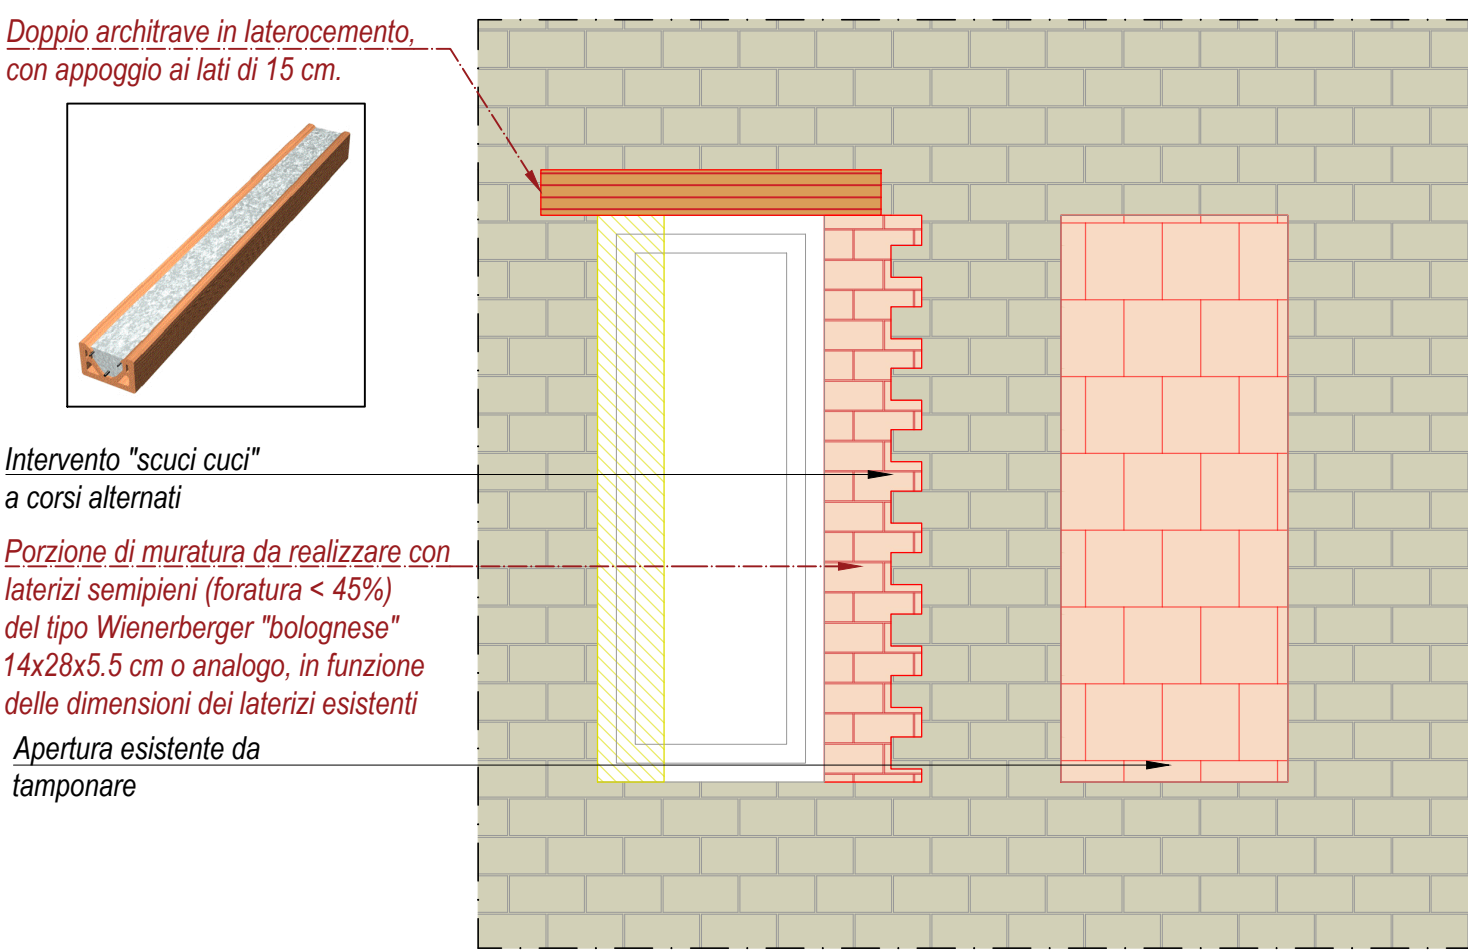 Doppio architrave in laterocemento,
con appoggio ai lati di 15 cm.
Intervento "scuci cuci"
a corsi alternati
Porzione di muratura da realizzare con
laterizi semipieni (foratura < 45%)
del tipo Wienerberger "bolognese"
14x28x5.5 cm o analogo, in funzione
delle dimensioni dei laterizi esistenti
Apertura esistente da
tamponare